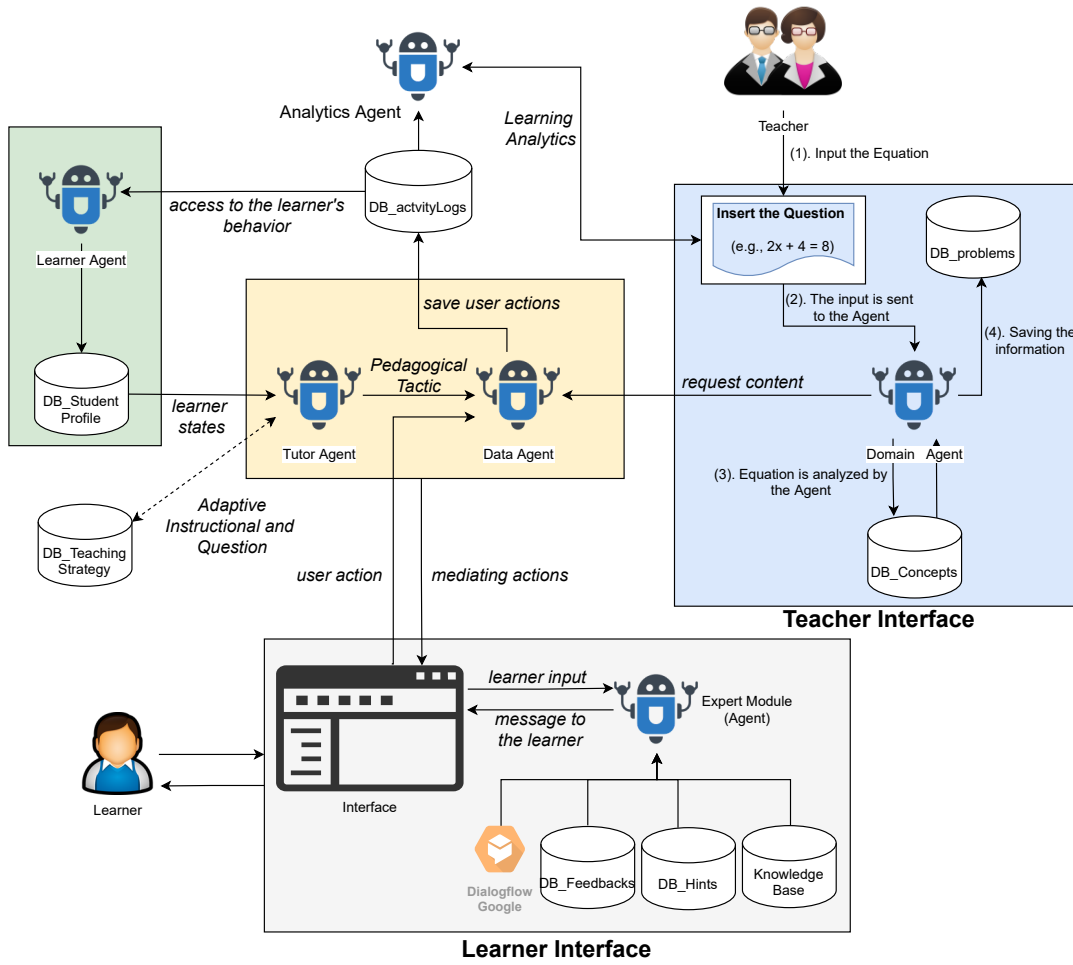 Analytics Agent
Learning
Analytics
Teacher
(1). Input the Equation
DB_actvityLogs
access to the learner's
behavior
Learner Agent
DB_Student
Profile
Insert the Question
(e.g., 2x + 4 = 8)
DB_problems
(2). The input is sent
to the Agent
(4). Saving the
information
save user actions
Pedagogical
Tactic
request content
learner
states
Tutor Agent
Data Agent
Domain Agent
(3). Equation is analyzed by
the Agent
DB_Concepts
Teacher Interface
Adaptive
Instructional and
Question
DB_Teaching
Strategy
user action
mediating actions
learner input
message to
the learner
Expert Module
(Agent)
Learner
Interface
Dialogflow
Google
DB_Feedbacks
DB_Hints
Knowledge
Base
Learner Interface